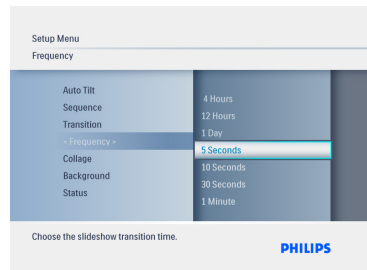 Setup Menu
Frequency
Auto Tilt
Sequence
Transition
< Frequency >
Collage
Background
Status
4 Hours
12 Hours
1 Day
5 Seconds
10 Seconds
30 Seconds
1 Minute
Choose the slideshow transition time.
PHILIPS